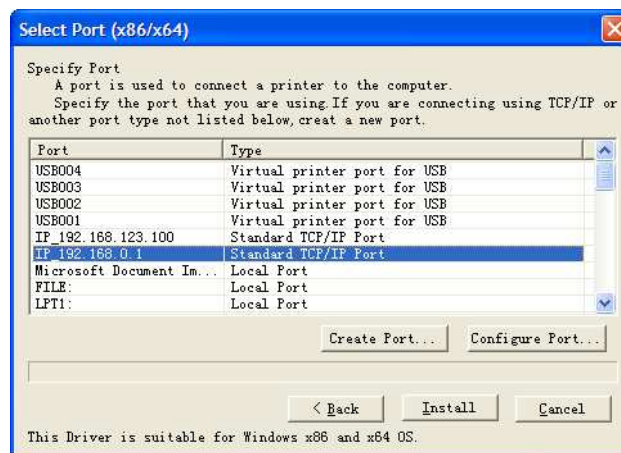 Select Port (x86/x64)
Specify Port
A port is used to connect a printer to the computer.
Specify the port that you are using.If you are connecting using TCP/IP or
another port type not listed below, creat a new port.
Port Type
USB004 Virtual printer port for USB
USB003 Virtual printer port for USB
USB002 Virtual printer port for USB
USB001 Virtual printer port for USB
IP_192.168.123.100 Standard TCP/IP Port
IP_192.168.0.1 Standard TCP/IP Port
Microsoft Document Im... Local Port
FILE: Local Port
LPT1: Local Port
Create Port... Configure Port...
< Back Install Cancel
This Driver is suitable for Windows x86 and x64 OS.